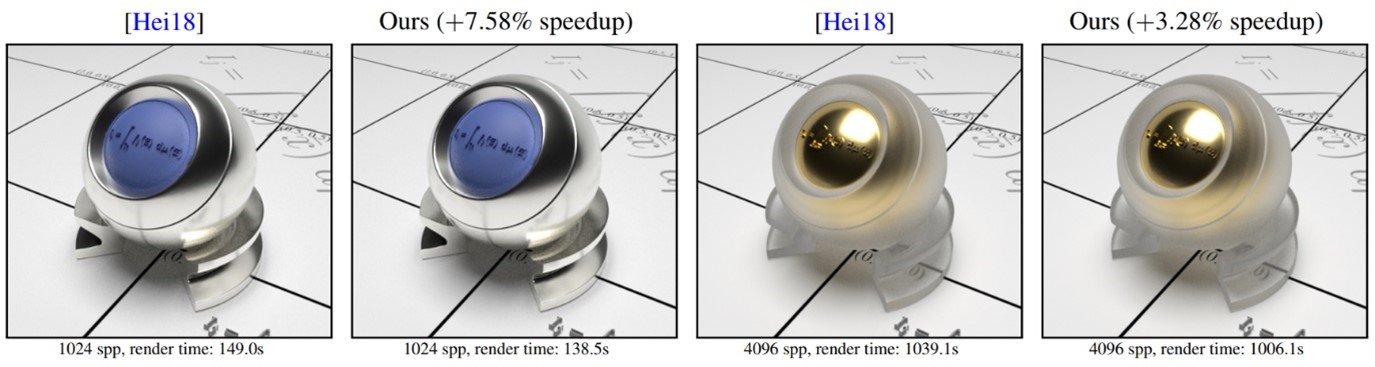 [Hei18]
Ours (+7.58% speedup)
[Hei18]
Ours (+3.28% speedup)
1024 spp, render time: 149.0s
1024 spp, render time: 138.5s
4096 spp, render time: 1039.1s
4096 spp, render time: 1006.1s